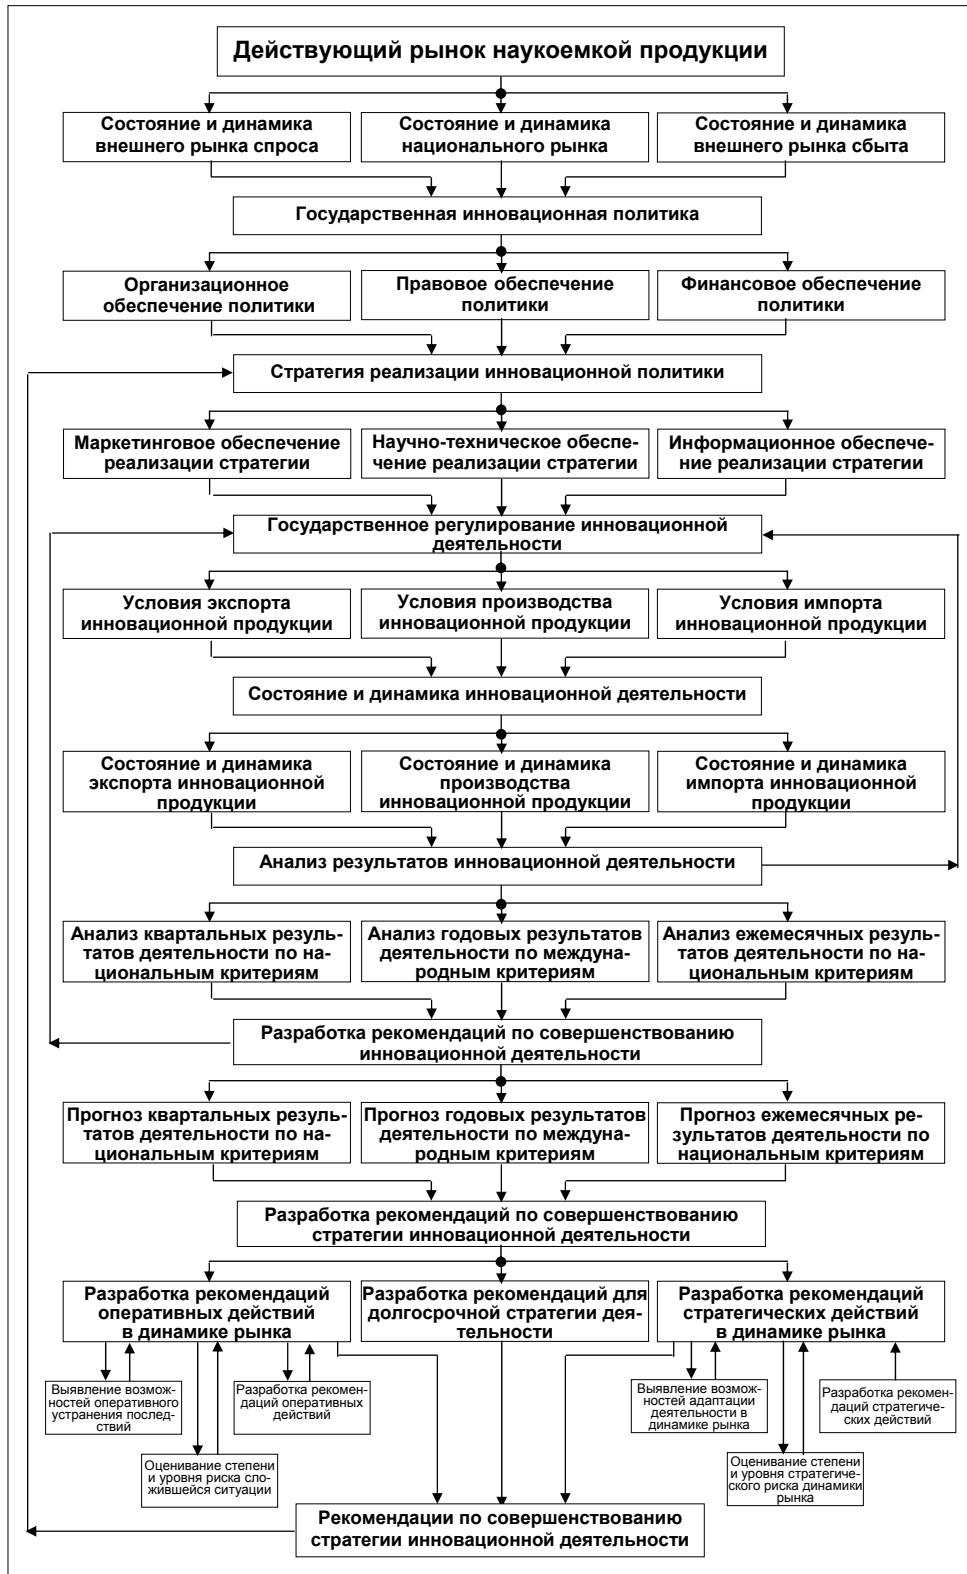 Действующий рынок наукоемкой продукции
Состояние и динамика
внешнего рынка спроса
Состояние и динамика
национального рынка
Состояние и динамика
внешнего рынка сбыта
Государственная инновационная политика
Организационное
обеспечение политики
Правовое обеспечение
политики
Финансовое обеспечение
политики
Стратегия реализации инновационной политики
Маркетинговое обеспечение
реализации стратегии
Научно-техническое обеспе-
чение реализации стратегии
Информационное обеспече-
ние реализации стратегии
Государственное регулирование инновационной
деятельности
Условия экспорта
инновационной продукции
Условия производства
инновационной продукции
Условия импорта
инновационной продукции
Состояние и динамика инновационной деятельности
Состояние и динамика
экспорта инновационной
продукции
Состояние и динамика
производства
инновационной продукции
Состояние и динамика
импорта инновационной
продукции
Анализ результатов инновационной деятельности
Анализ квартальных резуль-
татов деятельности по на-
циональным критериям
Анализ годовых результатов
деятельности по междуна-
родным критериям
Анализ ежемесячных резуль-
татов деятельности по на-
циональным критериям
Разработка рекомендаций по совершенствованию
инновационной деятельности
Прогноз квартальных резуль-
татов деятельности по на-
циональным критериям
Прогноз годовых результатов
деятельности по междуна-
родным критериям
Прогноз ежемесячных ре-
зультатов деятельности по
национальным критериям
Разработка рекомендаций по совершенствованию
стратегии инновационной деятельности
Разработка рекомендаций
оперативных действий
в динамике рынка
Разработка рекомендаций для
долгосрочной стратегии дея-
тельности
Разработка рекомендаций
стратегических действий
в динамике рынка
Выявление возмож-
ностей оперативного
устранения послед-
ствий
Разработка рекомен-
даций оперативных
действий
Выявление возмож-
ностей адаптации
деятельности в
динамике рынка
Разработка рекомен-
даций стратегиче-
ских действий
Оценивание степени
и уровня риска сло-
жившейся ситуации
Оценивание степени
и уровня стратегиче-
ского риска динамики
рынка
Рекомендации по совершенствованию
стратегии инновационной деятельности